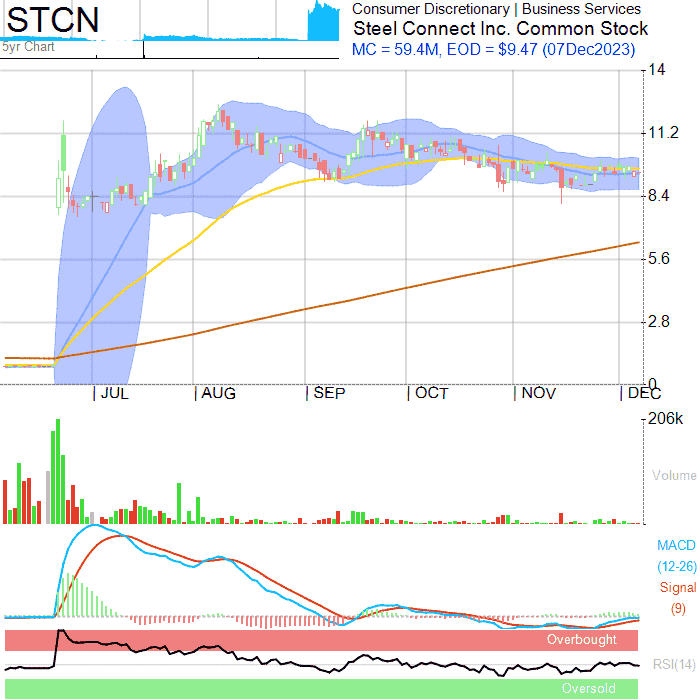 STCN
5yr Chart
Consumer Discretionary | Business Services
Steel Connect Inc. Common Stock
MC = 59.4M, EOD = $9.47 (07Dec2023)
14
11.2
8.4
5.6
2.8
0
JUL
AUG
SEP
OCT
NOV
DEC
206k
Volume
MACD
(12-26)
Signal
(9)
Overbought
RSI(14)
Oversold